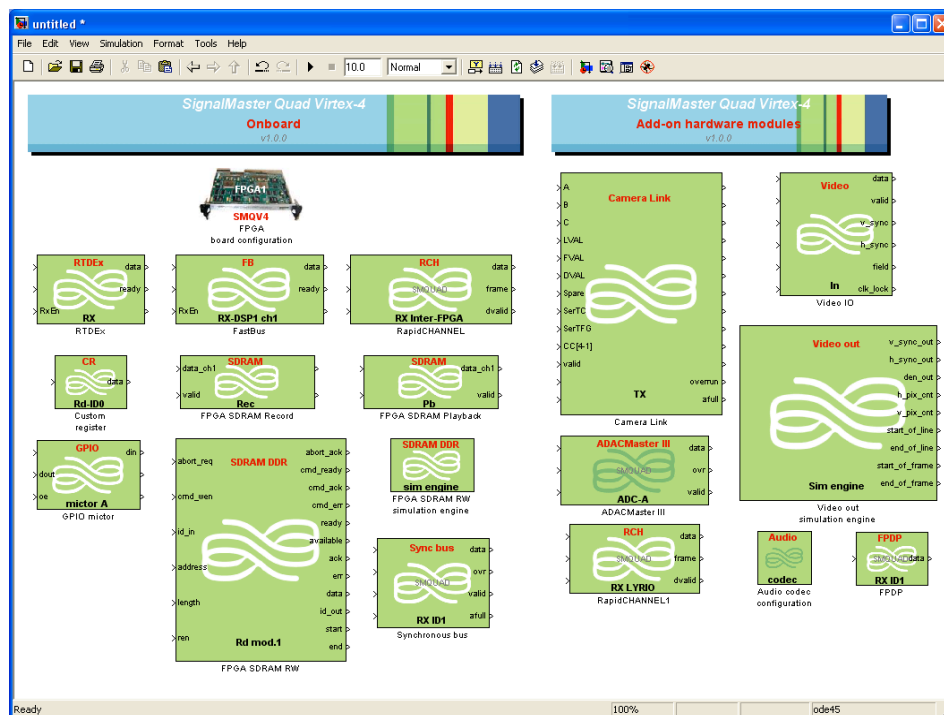 untitled *
File Edit View Simulation Format Tools Help
10.0 Normal
SignalMaster Quad Virtex-4
Onboard
v1.0.0
FPGA1
SMQV4
FPGA
board configuration
RTDEx
data
ready
RxEn
RX
RTDEx
FB
data
ready
RxEn
RX-DSP1 ch1
FastBus
RCH
data
SMQUAD
frame
dvalid
RX Inter-FPGA
RapidCHANNEL
CR
data
Rd-ID0
Custom
register
SDRAM
data_ch1
valid
Rec
FPGA SDRAM Record
SDRAM
data_ch1
valid
Pb
FPGA SDRAM Playback
GPIO
din
dout
oe
mictor A
GPIO mictor
SDRAM DDR
abort_req
cmd_wen
id_in
address
length
ren
abort_ack
cmd_ready
cmd_ack
cmd_err
ready
available
ack
err
data
id_out
start
end
Rd mod.1
FPGA SDRAM RW
SDRAM DDR
sim engine
FPGA SDRAM RW
simulation engine
Sync bus
data
ovr
SMQUAD
valid
afull
RX ID1
Synchronous bus
SignalMaster Quad Virtex-4
Add-on hardware modules
v1.0.0
Camera Link
A
B
C
LVAL
FVAL
DVAL
Spare
SerTC
SerTFG
CC[4-1]
valid
overrun
afull
TX
Camera Link
Video
data
valid
v_sync
h_sync
field
clk_lock
In
Video IO
Video out
v_sync_out
h_sync_out
den_out
h_pix_cnt
v_pix_cnt
start_of_line
end_of_line
start_of_frame
end_of_frame
Sim engine
Video out
simulation engine
ADACMaster III
data
SMQUAD
ovr
valid
ADC-A
ADACMaster III
RCH
data
SMQUAD
frame
dvalid
RX LYRIO
RapidCHANNEL1
Audio
codec
Audio codec
configuration
FPDP
SMQUAD
data
RX ID1
FPDP
Ready 100% ode45